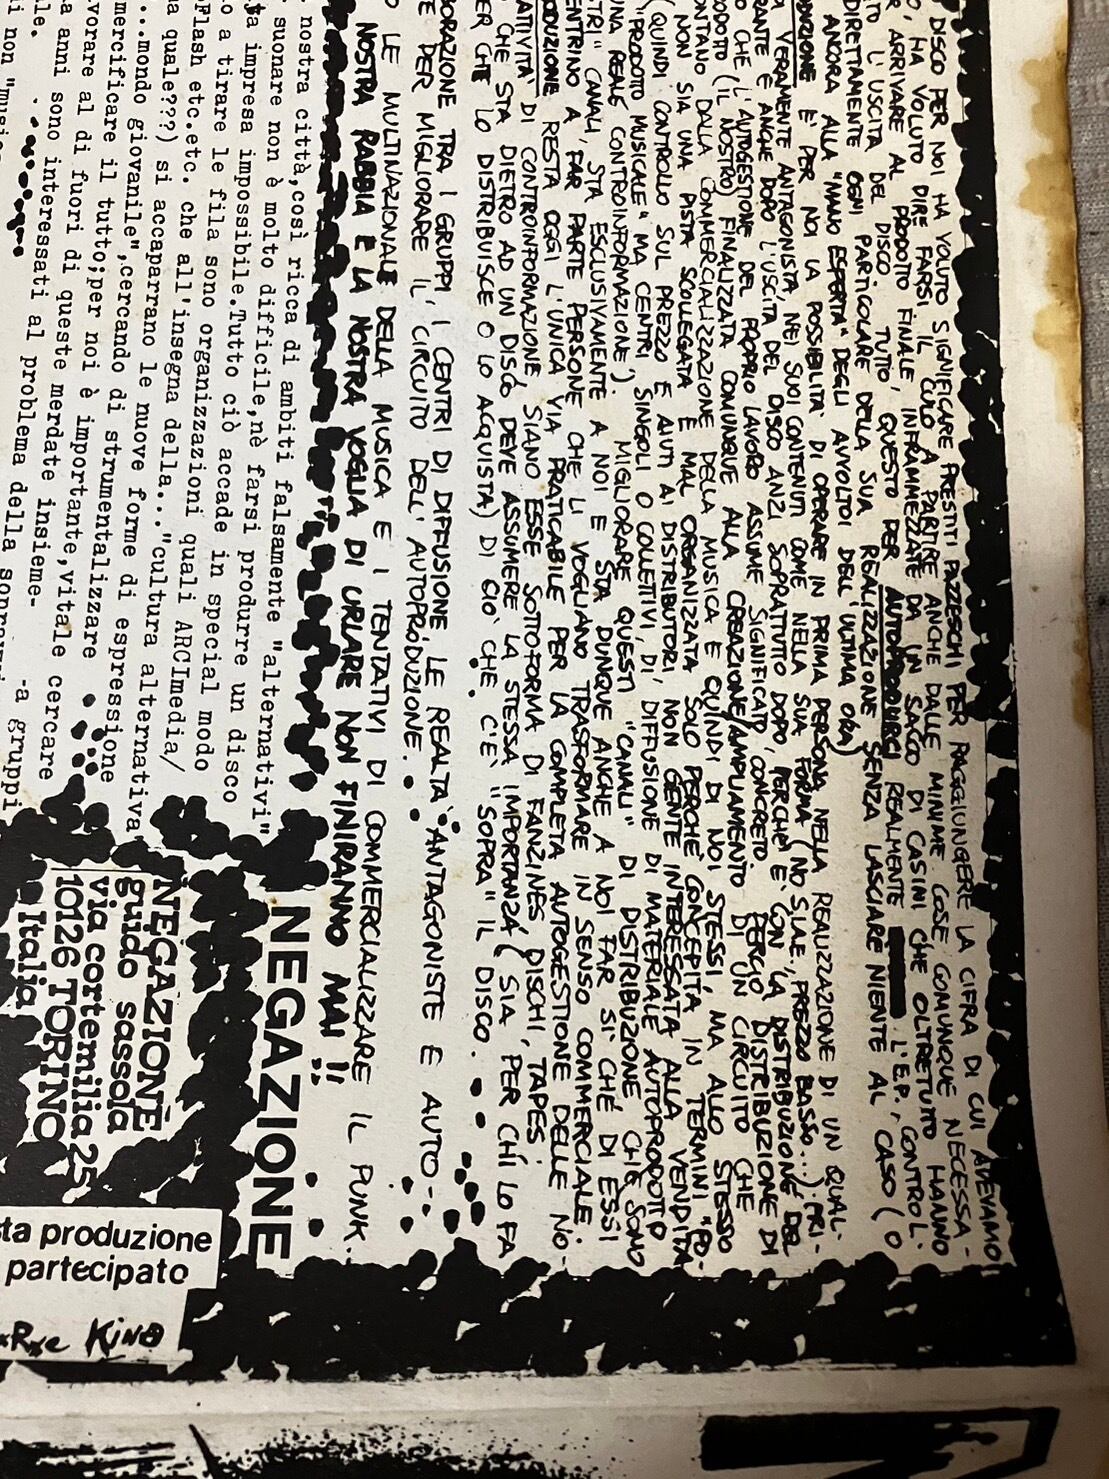 DISCO PER NOI HA VOLUTO SIGNIFICARE PRESTITI PAZZESCHI PER RAGGIUNGERE LA CIFRA DI CUI AVEVAMO
HA VOLUTO DIRE FARSI IL CULO A PARTIRE ANCHE DALLE MINIME COSE, COMUNQUE NECESSA-
ARRIVARE AL PRODOTTO FINALE, INFRAMMEZZATE DA UN SACCO DI CASINI CHE OLTRETUTTO HANNO
L'USCITA DEL DISCO. TUTTO QUESTO PER AUTOPRODURCI REALMENTE L'E.P., CONTROL-
DIRETTAMENTE OGNI PARTICOLARE DELLA SUA REALIZZAZIONE SENZA LASCIARE NIENTE AL CASO (O
ANCORA ALLA "MANO ESPERTA" DEGLI AVVOLTOI DELL'ULTIMA ORA)
È PER NOI LA POSSIBILITA' DI OPERARE IN PRIMA PERSONA NELLA REALIZZAZIONE DI UN QUAL-
VERAMENTE ANTAGONISTA, NEI SUOI CONTENUTI COME NELLA SUA FORMA (NO S.I.A.E., PREZZO BASSO...) PRI-
E ANCHE DOPO L'USCITA DEL DISCO ANZI SOPRATTUTTO DOPO, PERCHE' È CON LA DISTRIBUZIONE DEL
CHE L'AUTOGESTIONE DEL PROPRIO LAVORO ASSUME SIGNIFICATO CONCRETO. PERCIO' DISTRIBUZIONE DI
(IL NOSTRO) FINALIZZATA COMUNQUE ALLA CREAZIONE/AMPLIAMENTO DI UN CIRCUITO CHE
DALLA COMMERCIALIZZAZIONE DELLA MUSICA E QUINDI DI NOI STESSI, MA ALLO STESSO
NON SIA UNA PISTA SCOLLEGATA E MAL ORGANIZZATA SOLO PERCHE' CONCEPITA IN TERMINI "PO-
(QUINDI CONTROLLO SUL PREZZO E AIUTI AI DISTRIBUTORI, NON GENTE INTERESSATA ALLA VENDITA
"PRODOTTO MUSICALE" MA CENTRI SINGOLI O COLLETTIVI, DI DIFFUSIONE DI MATERIALE AUTOPRODOTTO
UNA REALE CONTROINFORMAZIONE). MIGLIORARE QUESTI "CANALI" DI DISTRIBUZIONE CHE SONO
CANALI, STA ESCLUSIVAMENTE A NOI E STA DUNQUE ANCHE A NOI FAR SI' CHE DI ESSI
ENTRINO A FAR PARTE PERSONE CHE LI VOGLIANO TRASFORMARE IN SENSO COMMERCIALE.
RESTA OGGI L'UNICA VIA PRATICABILE PER LA COMPLETA AUTOGESTIONE DELLE NO-
DI CONTROINFORMAZIONE, SIANO ESSE SOTTOFORMA DI FANZINES, DISCHI, TAPES.
CHE STA DIETRO AD UN DISCO DEVE ASSUMERE LA STESSA IMPORTANZA, (SIA PER CHI LO FA
PER CHI LO DISTRIBUISCE O LO ACQUISTA) DI CIO' CHE C'È "SOPRA" IL DISCO.
TRA I GRUPPI, I CENTRI DI DIFFUSIONE, LE REALTA' ANTAGONISTE E AUTO-
PER MIGLIORARE IL CIRCUITO DELL'AUTOPRODUZIONE.
LE MULTINAZIONALE DELLA MUSICA E I TENTATIVI DI COMMERCIALIZZARE IL PUNK.
NOSTRA RABBIA E LA NOSTRA VOGLIA DI URLARE NON FINIRANNO MAI!!
NEGAZIONE
nostra città,così ricca di ambiti falsamente "alternativi"
suonare non è molto difficile,nè farsi produrre un disco
impresa impossibile.Tutto ciò accade in special modo
a tirare le fila sono organizzazioni quali ARCImedia/
Flash etc.etc. che all'insegna della..."cultura alternativa
quale???) si accaparrano le nuove forme di espressione
...mondo giovanile",cercando di strumentalizzare
mercificare il tutto;per noi è importante,vitale cercare
al di fuori di queste merdate insieme-
anni sono interessati al problema della
-a gruppi
non
NEGAZIONE
guido sassola
via cortemilia 25
10126 TORINO
Italia
produzione
partecipato
KINO